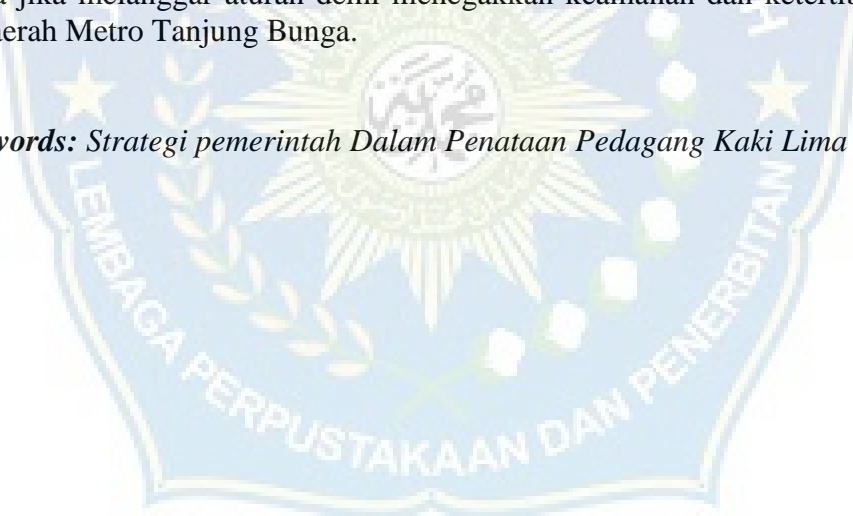 jika melanggar aturan demi menegakkan keamanan dan
Metro Tanjung Bunga.
words: Strategi pemerintah Dalam Penataan Pedagang Kaki Lima
LEMBAGA PERPUSTAKAAN DAN PENERBITAN